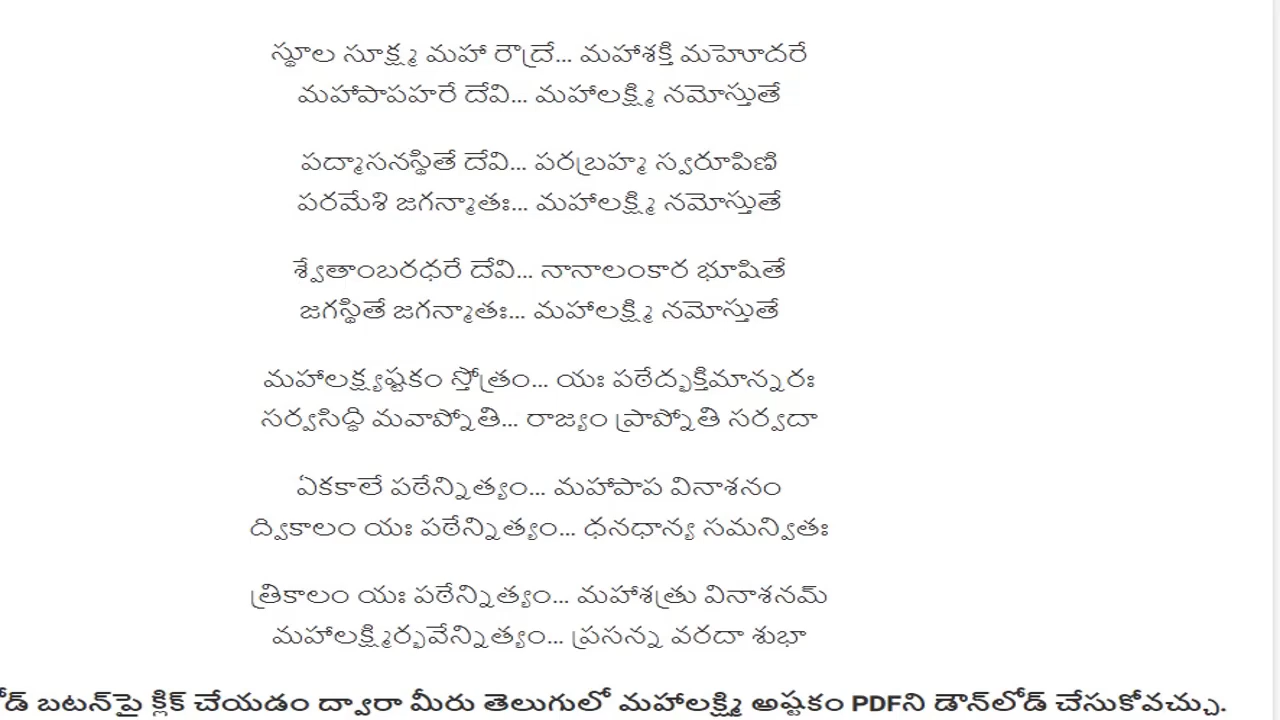 స్థూల సూక్ష్మ మహా రౌద్రే... మహాశక్తి మహెూదరే
మహాపాపహరే దేవి... మహాలక్ష్మి నమోస్తుతే
పద్మాసనస్థితే దేవి... పరబ్రహ్మ స్వరూపిణి
పరమేశి జగన్మాతః... మహాలక్ష్మి నమోస్తుతే
శ్వేతాంబరధరే దేవి... నానాలంకార భూషితే
జగస్థితే జగన్మాతః... మహాలక్ష్మి నమోస్తుతే
మహాలక్ష్మ్యష్టకం స్తోత్రం... యః పఠేద్భక్తిమాన్నరః
సర్వసిద్ధి మవాప్నోతి... రాజ్యం ప్రాప్నోతి సర్వదా
ఏకకాలే పఠేన్నిత్యం... మహాపాప వినాశనం
ద్వికాలం యః పఠేన్నిత్యం... ధనధాన్య సమన్వితః
త్రికాలం యః పఠేన్నిత్యం... మహాశత్రు వినాశనమ్
మహాలక్ష్మిర్భవేన్నిత్యం... ప్రసన్న వరదా శుభా
బటన్‌పై క్లిక్ చేయడం ద్వారా మీరు తెలుగులో మహాలక్ష్మి అష్టకం PDFని డౌన్‌లోడ్ చేసుకోవచ్చు.